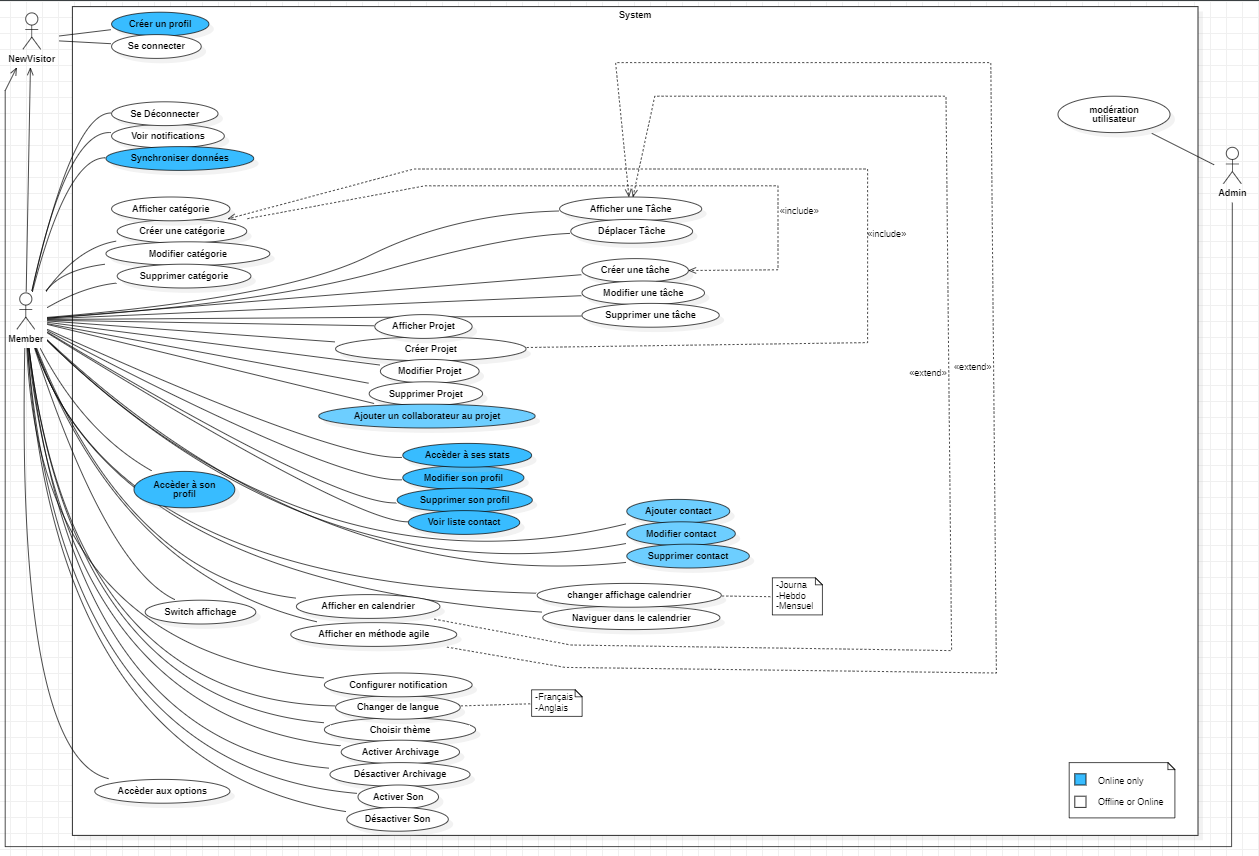 System
Créer un profil
Se connecter
NewVisitor
modération
utilisateur
Admin
Se Déconnecter
Voir notifications
Synchroniser données
Afficher catégorie
Créer une catégorie
Modifier catégorie
Supprimer catégorie
Afficher une Tâche
Déplacer Tâche
«include»
«include»
Créer une tâche
Modifier une tâche
Supprimer une tâche
Member
Afficher Projet
Créer Projet
Modifier Projet
Supprimer Projet
Ajouter un collaborateur au projet
«extend»
«extend»
Accèder à ses stats
Modifier son profil
Supprimer son profil
Voir liste contact
Accèder à son
profil
Ajouter contact
Modifier contact
Supprimer contact
changer affichage calendrier
Naviguer dans le calendrier
-Journa
-Hebdo
-Mensuel
Switch affichage
Afficher en calendrier
Afficher en méthode agile
Configurer notification
Changer de langue
-Français
-Anglais
Choisir thème
Activer Archivage
Désactiver Archivage
Activer Son
Désactiver Son
Accèder aux options
Online only
Offline or Online